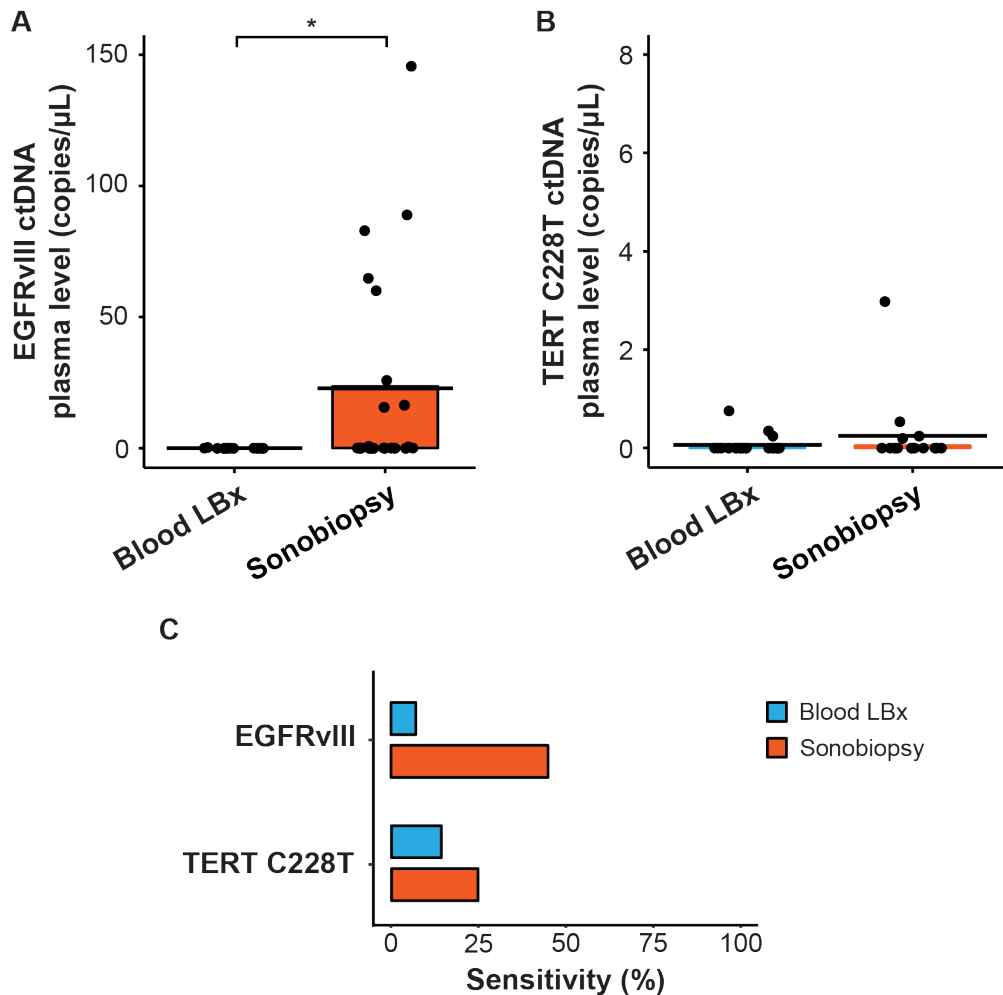 A
*
EGFRvIII ctDNA
plasma level (copies/µL)
150
100
50
0
Blood LBx
Sonobiopsy
B
TERT C228T ctDNA
plasma level (copies/µL)
8
6
4
2
0
Blood LBx
Sonobiopsy
C
EGFRvIII
TERT C228T
0 25 50 75 100
Sensitivity (%)
Blood LBx
Sonobiopsy